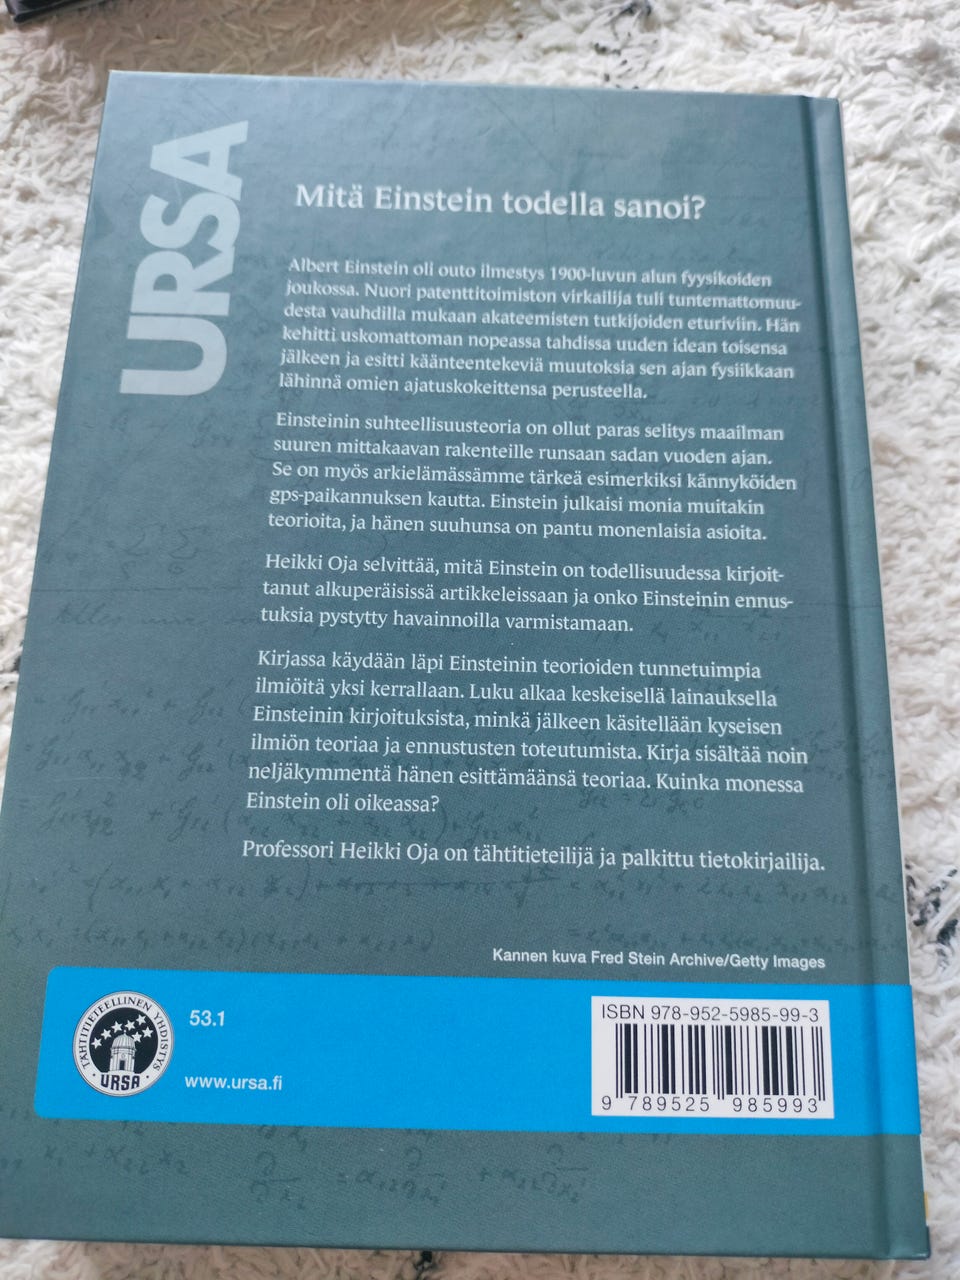 URSA
Mitä Einstein todella sanoi?
Albert Einstein oli outo ilmestys 1900-luvun alun fyysikoiden
joukossa. Nuori patenttitoimiston virkailija tuli tuntemattomuu-
desta vauhdilla mukaan akateemisten tutkijoiden eturiviin. Hän
kehitti uskomattoman nopeassa tahdissa uuden idean toisensa
jälkeen ja esitti käänteentekeviä muutoksia sen ajan fysiikkaan
lähinnä omien ajatuskokeittensa perusteella.
Einsteinin suhteellisuusteoria on ollut paras selitys maailman
suuren mittakaavan rakenteille runsaan sadan vuoden ajan.
Se on myös arkielämässämme tärkeä esimerkiksi kännyköiden
gps-paikannuksen kautta. Einstein julkaisi monia muitakin
teorioita, ja hänen suuhunsa on pantu monenlaisia asioita.
Heikki Oja selvittää, mitä Einstein on todellisuudessa kirjoit-
tanut alkuperäisissä artikkeleissaan ja onko Einsteinin ennus-
tuksia pystytty havainnoilla varmistamaan.
Kirjassa käydään läpi Einsteinin teorioiden tunnetuimpia
ilmiöitä yksi kerrallaan. Luku alkaa keskeisellä lainauksella
Einsteinin kirjoituksista, minkä jälkeen käsitellään kyseisen
ilmiön teoriaa ja ennustusten toteutumista. Kirja sisältää noin
neljäkymmentä hänen esittämäänsä teoriaa. Kuinka monessa
Einstein oli oikeassa?
Professori Heikki Oja on tähtitieteilijä ja palkittu tietokirjailija.
Kannen kuva Fred Stein Archive/Getty Images
TÄHTITIETEELLINEN YHDISTYS
URSA
53.1
www.ursa.fi
ISBN 978-952-5985-99-3
9 789525 985993